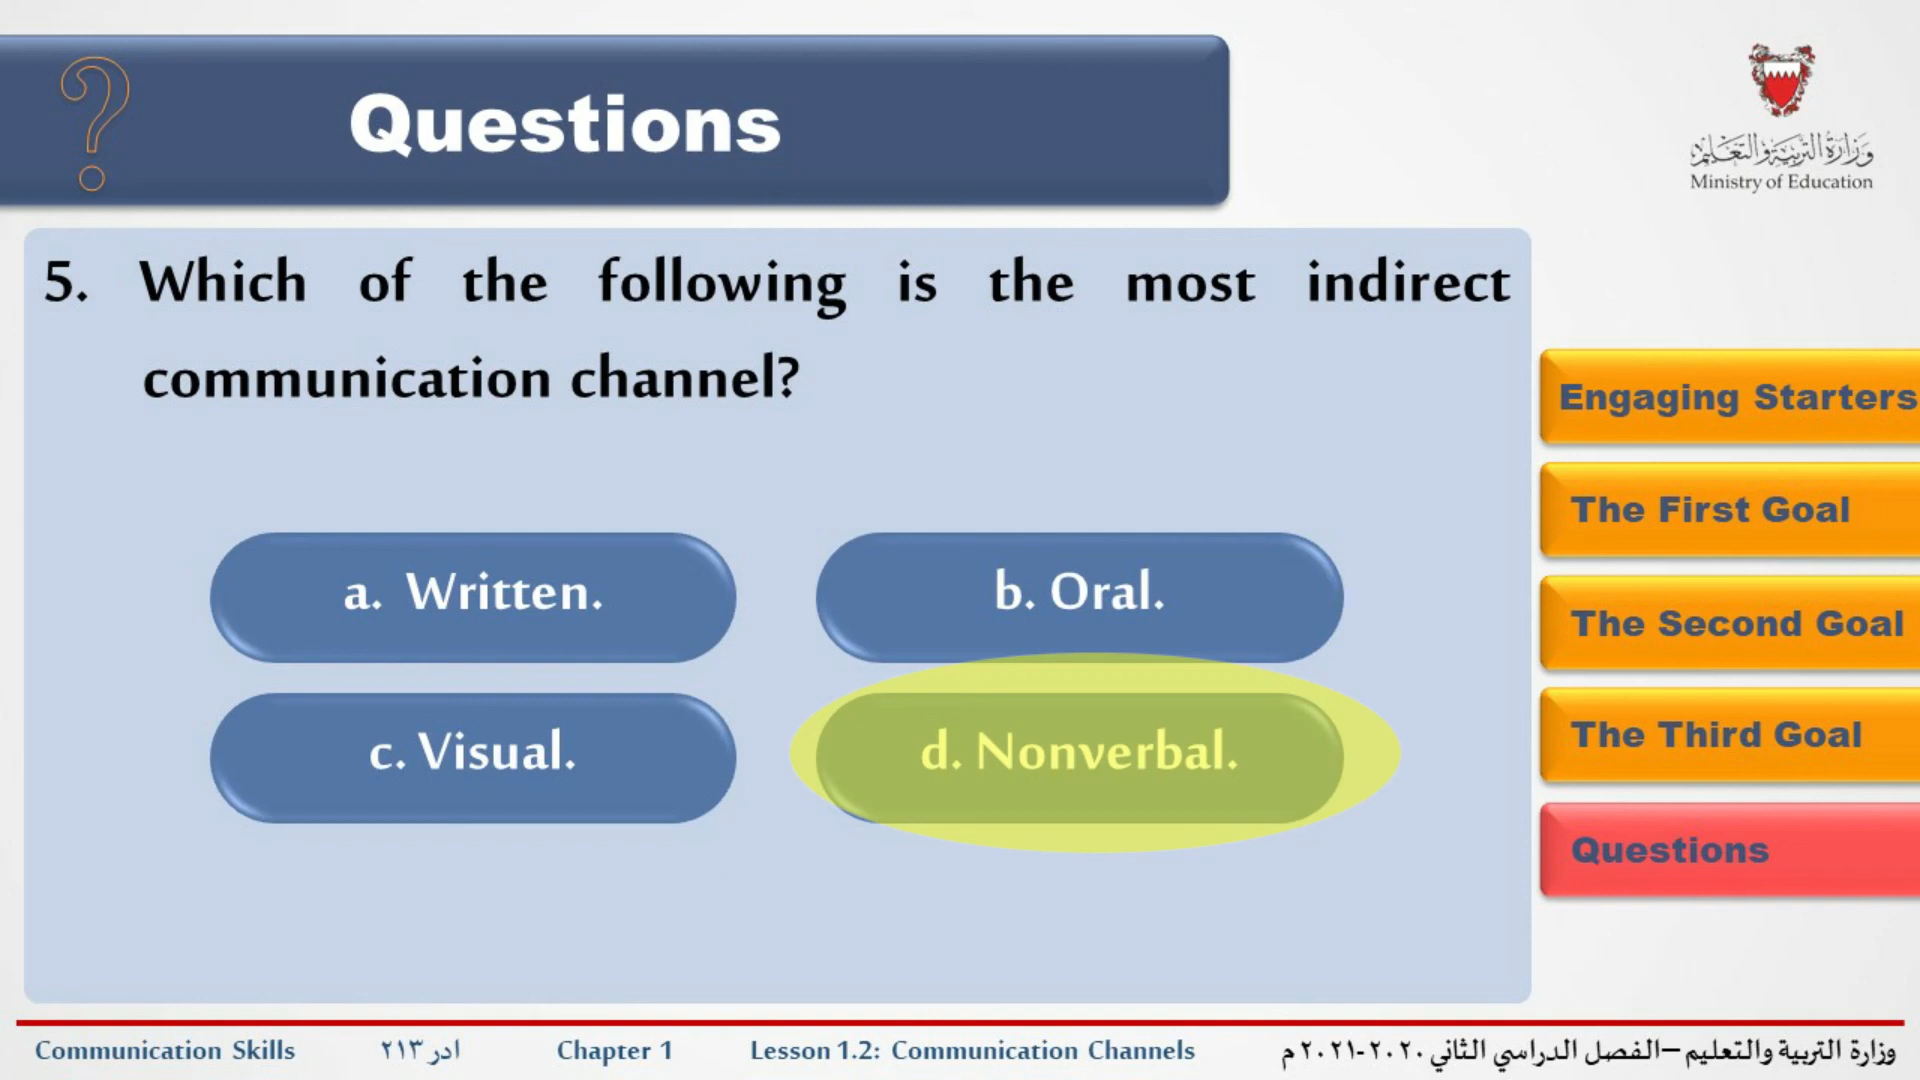 ?
Questions
وزارة التربية والتعليم
Ministry of Education
5. Which of the following is the most indirect
communication channel?
a. Written.
b. Oral.
c. Visual.
d. Nonverbal.
Engaging Starters
The First Goal
The Second Goal
The Third Goal
Questions
Communication Skills
ادر ٢١٣
Chapter 1
Lesson 1.2: Communication Channels
وزارة التربية والتعليم –الفصل الدراسي الثاني ٢٠٢٠-٢٠٢١ م